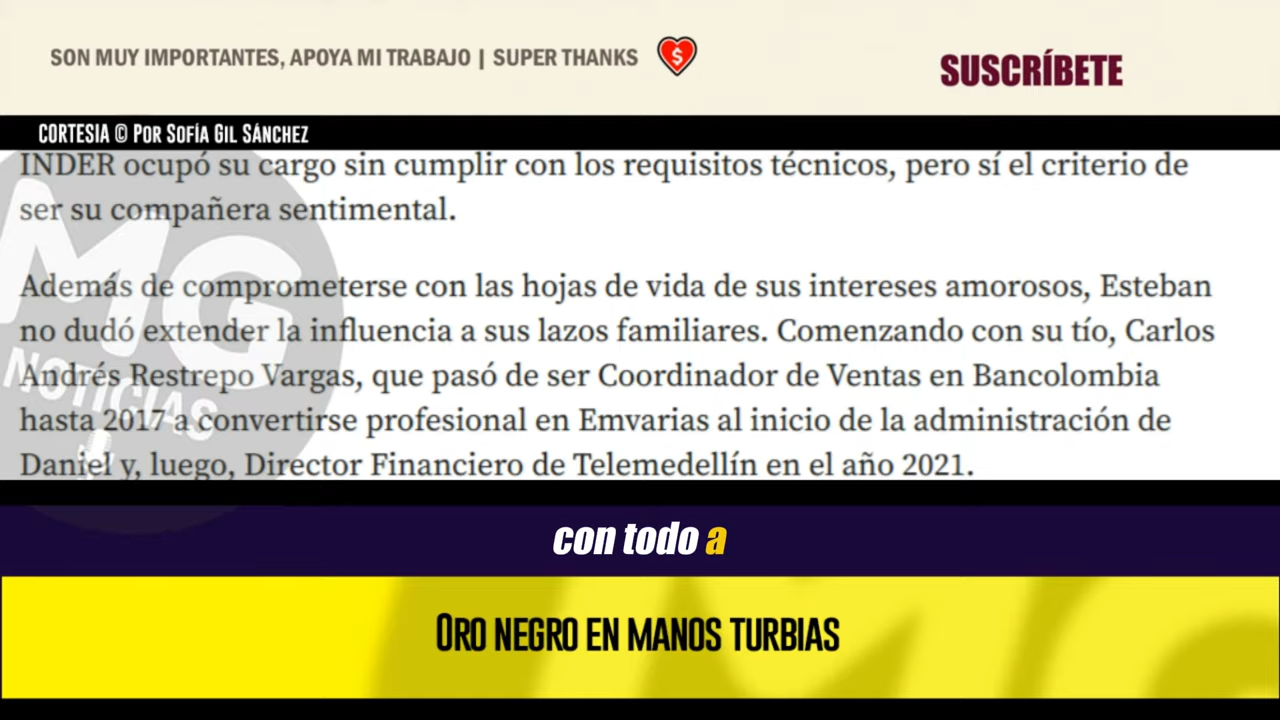 SON MUY IMPORTANTES, APOYA MI TRABAJO | SUPER THANKS $
SUSCRÍBETE
CORTESIA © POR SOFÍA GIL SÁNCHEZ
INDER ocupó su cargo sin cumplir con los requisitos técnicos, pero sí el criterio de
ser su compañera sentimental.
Además de comprometerse con las hojas de vida de sus intereses amorosos, Esteban
no dudó extender la influencia a sus lazos familiares. Comenzando con su tío, Carlos
Andrés Restrepo Vargas, que pasó de ser Coordinador de Ventas en Bancolombia
hasta 2017 a convertirse profesional en Emvarias al inicio de la administración de
Daniel y, luego, Director Financiero de Telemedellín en el año 2021.
MG
NOTICIAS
con todo a
ORO NEGRO EN MANOS TURBIAS